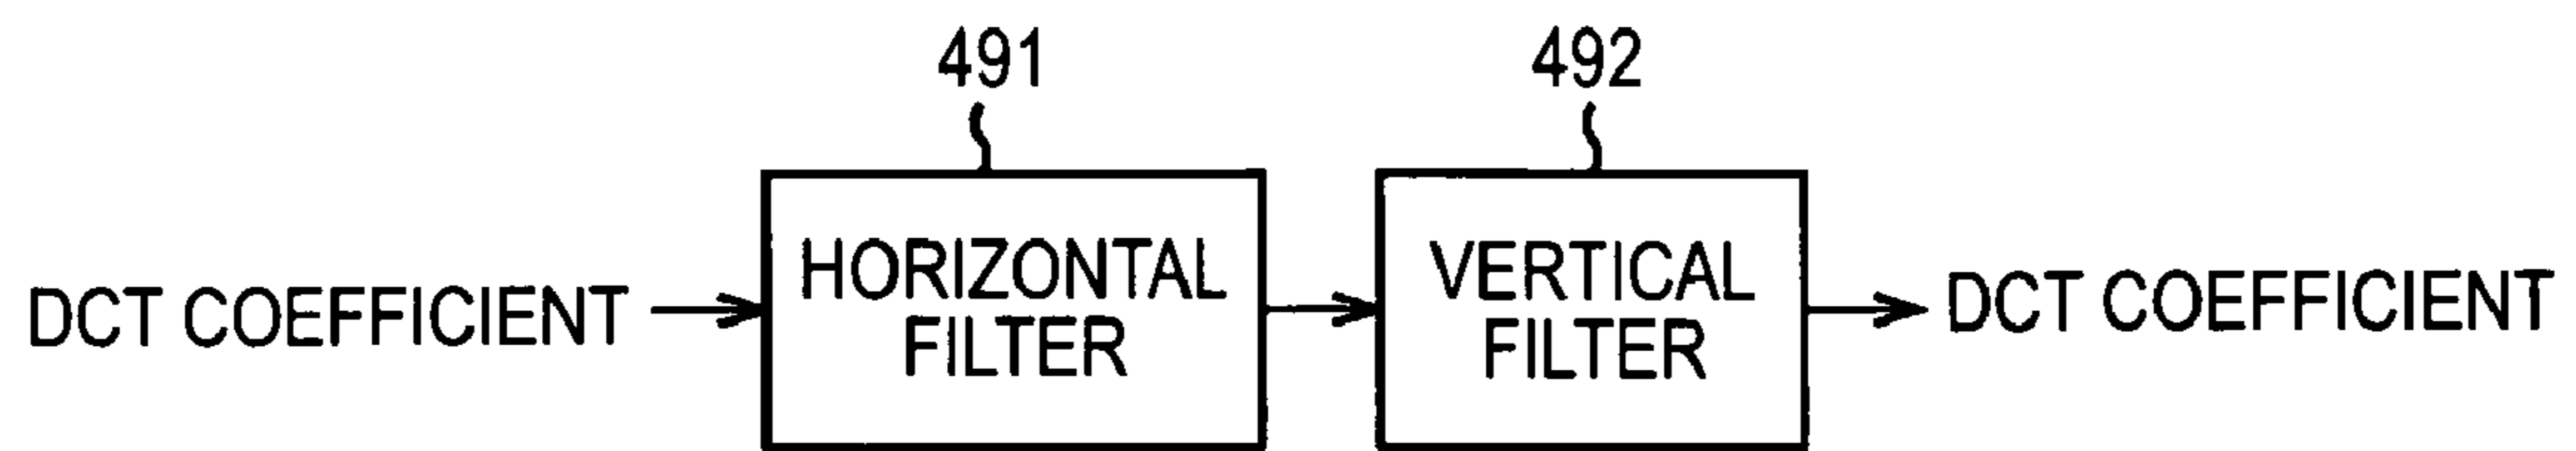 491
492
DCT COEFFICIENT
HORIZONTAL
FILTER
VERTICAL
FILTER
DCT COEFFICIENT